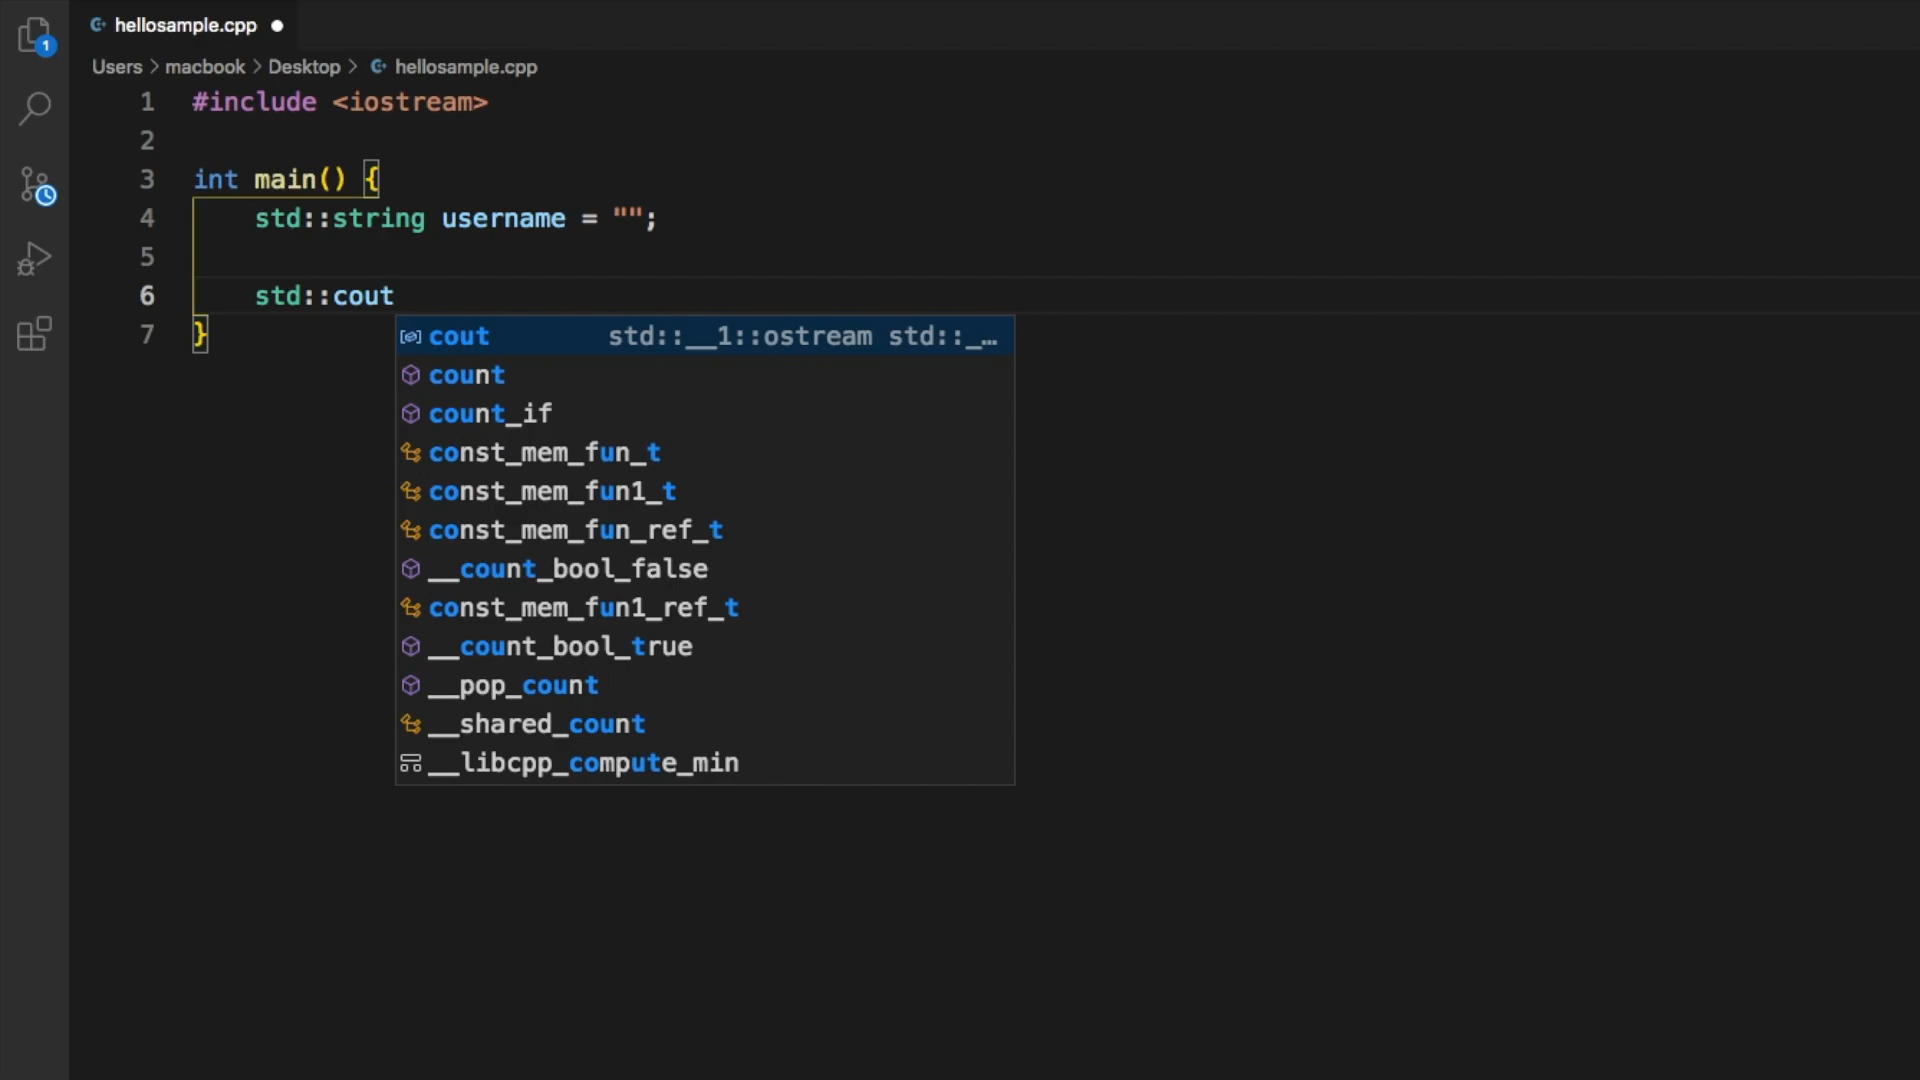 hellosample.cpp
1
Users > macbook > Desktop > hellosample.cpp
1 #include <iostream>
2
3 int main() {
4     std::string username = "";
5
6     std::cout
7 }
cout std::__1::ostream std::_…
count
count_if
const_mem_fun_t
const_mem_fun1_t
const_mem_fun_ref_t
__count_bool_false
const_mem_fun1_ref_t
__count_bool_true
__pop_count
__shared_count
__libcpp_compute_min